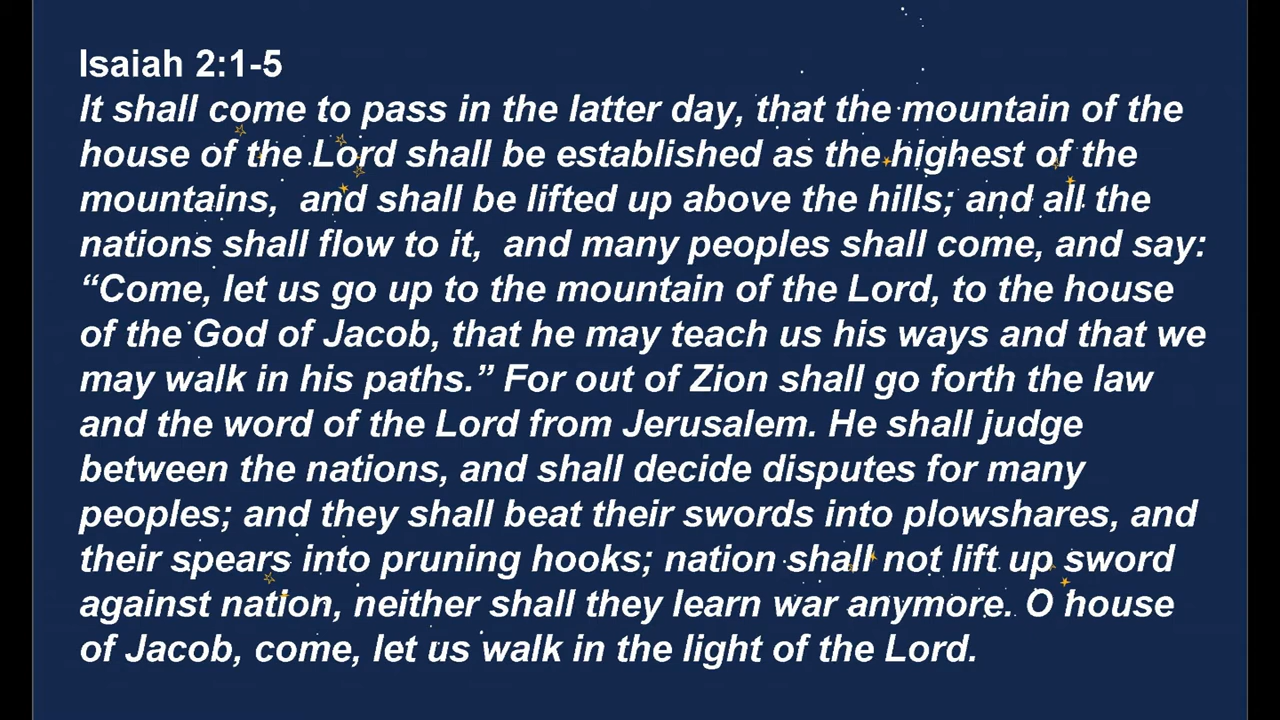 Isaiah 2:1-5
It shall come to pass in the latter day, that the mountain of the
house of the Lord shall be established as the highest of the
mountains,  and shall be lifted up above the hills; and all the
nations shall flow to it,  and many peoples shall come, and say:
“Come, let us go up to the mountain of the Lord, to the house
of the God of Jacob, that he may teach us his ways and that we
may walk in his paths.” For out of Zion shall go forth the law
and the word of the Lord from Jerusalem. He shall judge
between the nations, and shall decide disputes for many
peoples; and they shall beat their swords into plowshares, and
their spears into pruning hooks; nation shall not lift up sword
against nation, neither shall they learn war anymore. O house
of Jacob, come, let us walk in the light of the Lord.